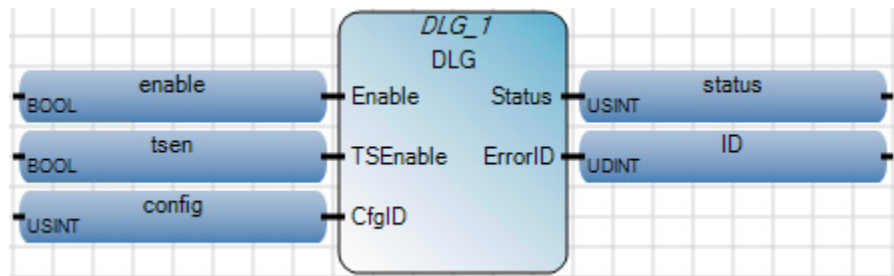 DLG_1
DLG
enable
BOOL
Enable
Status
status
USINT
tsen
BOOL
TSEnable
ErrorID
ID
UDINT
config
USINT
CfgID